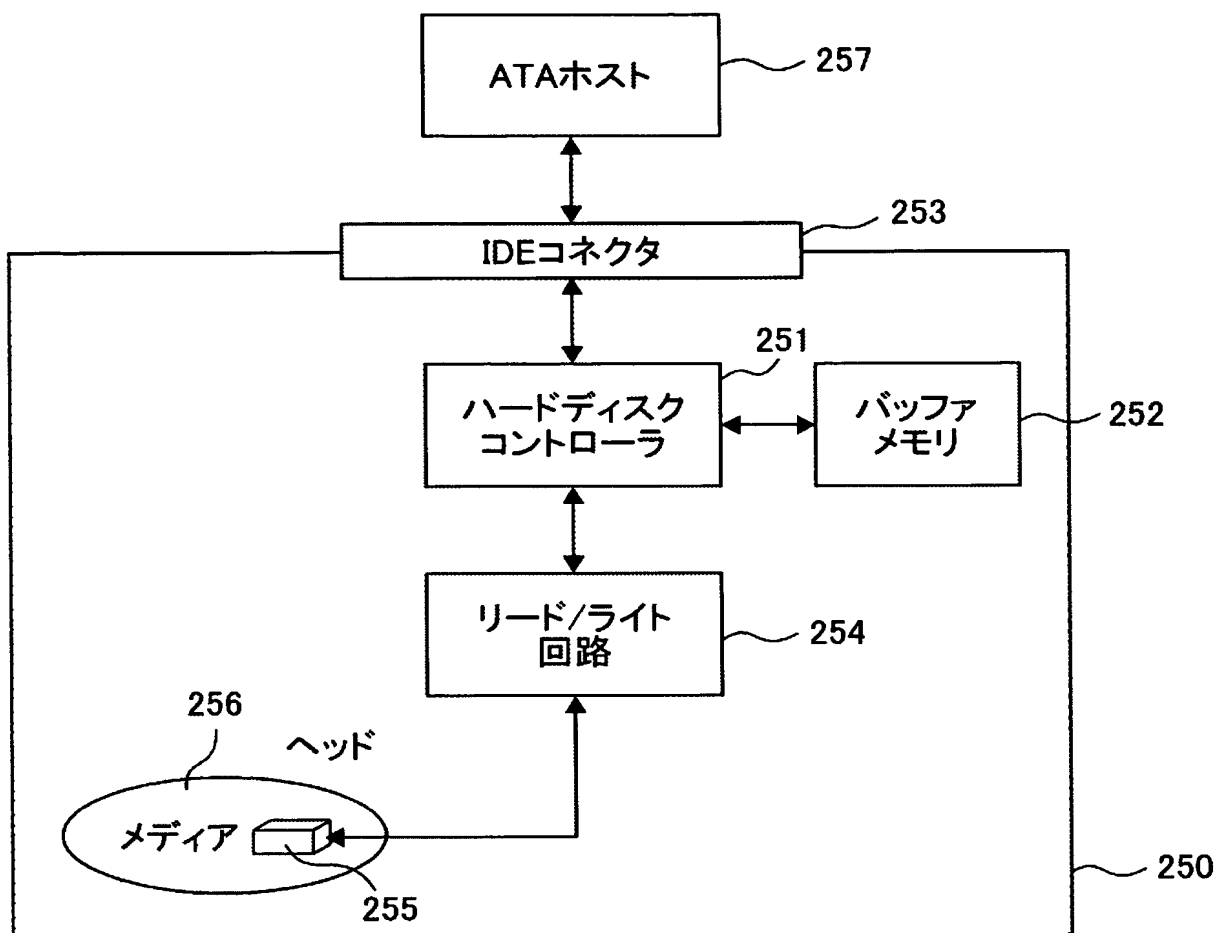 ATAホスト
257
253
IDEコネクタ
251
ハードディスク
コントローラ
バッファ
メモリ
252
リード/ライト
回路
254
256
ヘッド
メディア
255
250